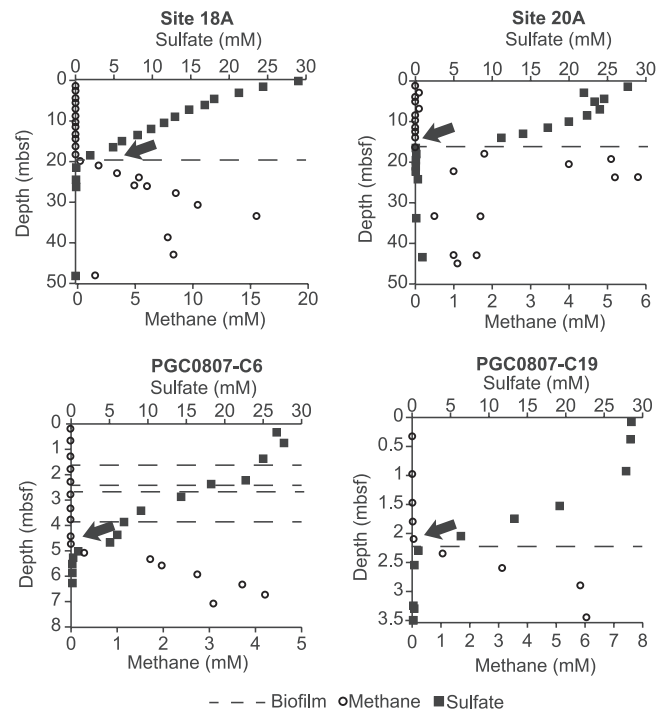 Site 18A
Sulfate (mM)
0 5 10 15 20 25 30
Depth (mbsf)
0
10
20
30
40
50
0 5 10 15 20
Methane (mM)
Site 20A
Sulfate (mM)
0 5 10 15 20 25 30
Depth (mbsf)
0
10
20
30
40
50
0 1 2 3 4 5 6
Methane (mM)
PGC0807-C6
Sulfate (mM)
0 5 10 15 20 25 30
Depth (mbsf)
0
1
2
3
4
5
6
7
8
0 1 2 3 4 5
Methane (mM)
PGC0807-C19
Sulfate (mM)
0 5 10 15 20 25 30
Depth (mbsf)
0
0.5
1
1.5
2
2.5
3
3.5
0 1 2 3 4 5 6 7 8
Methane (mM)
Biofilm Methane Sulfate